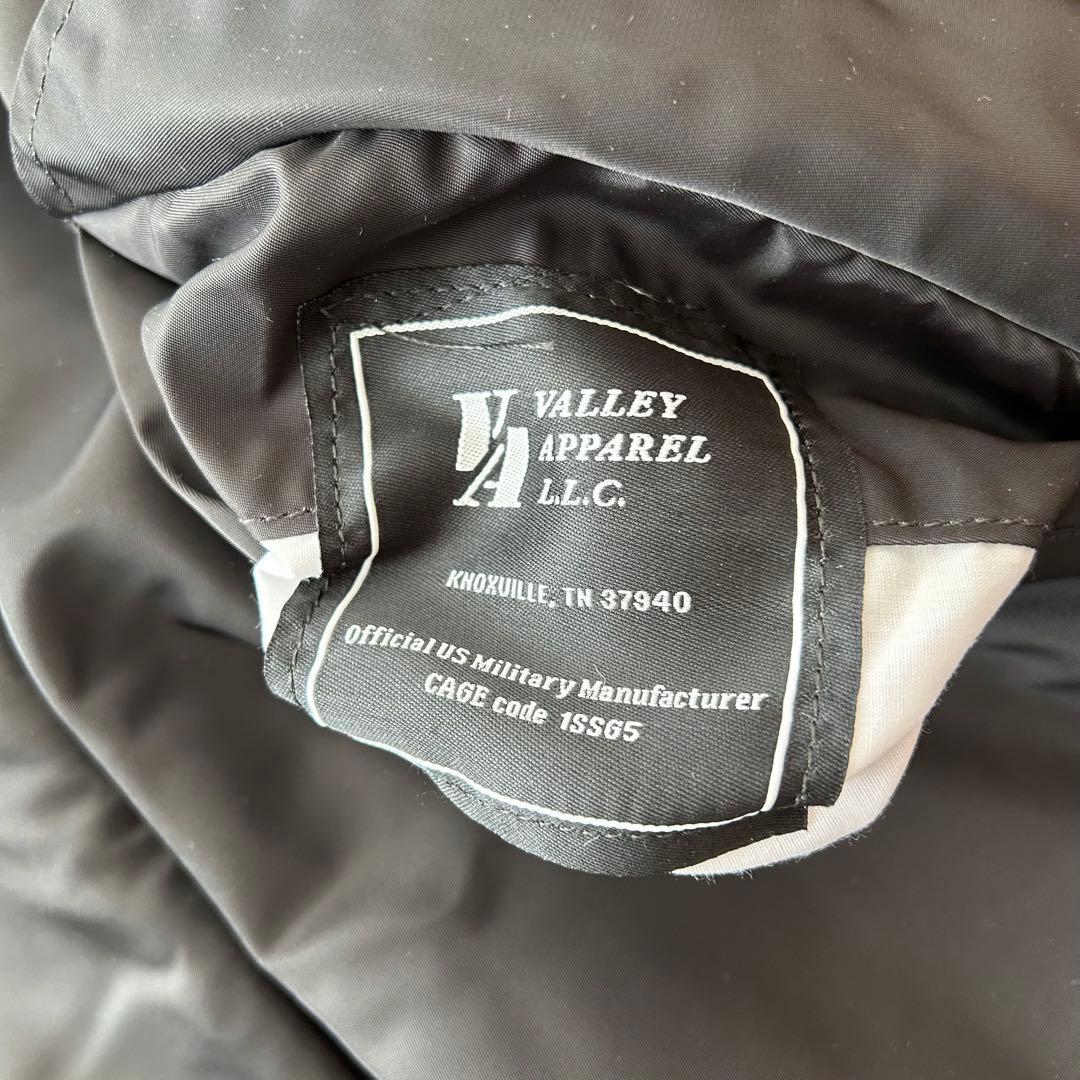 VA
VALLEY
APPAREL
L.L.C.
KNOXVILLE, TN 37940
Official US Military Manufacturer
CAGE code 1SSG5